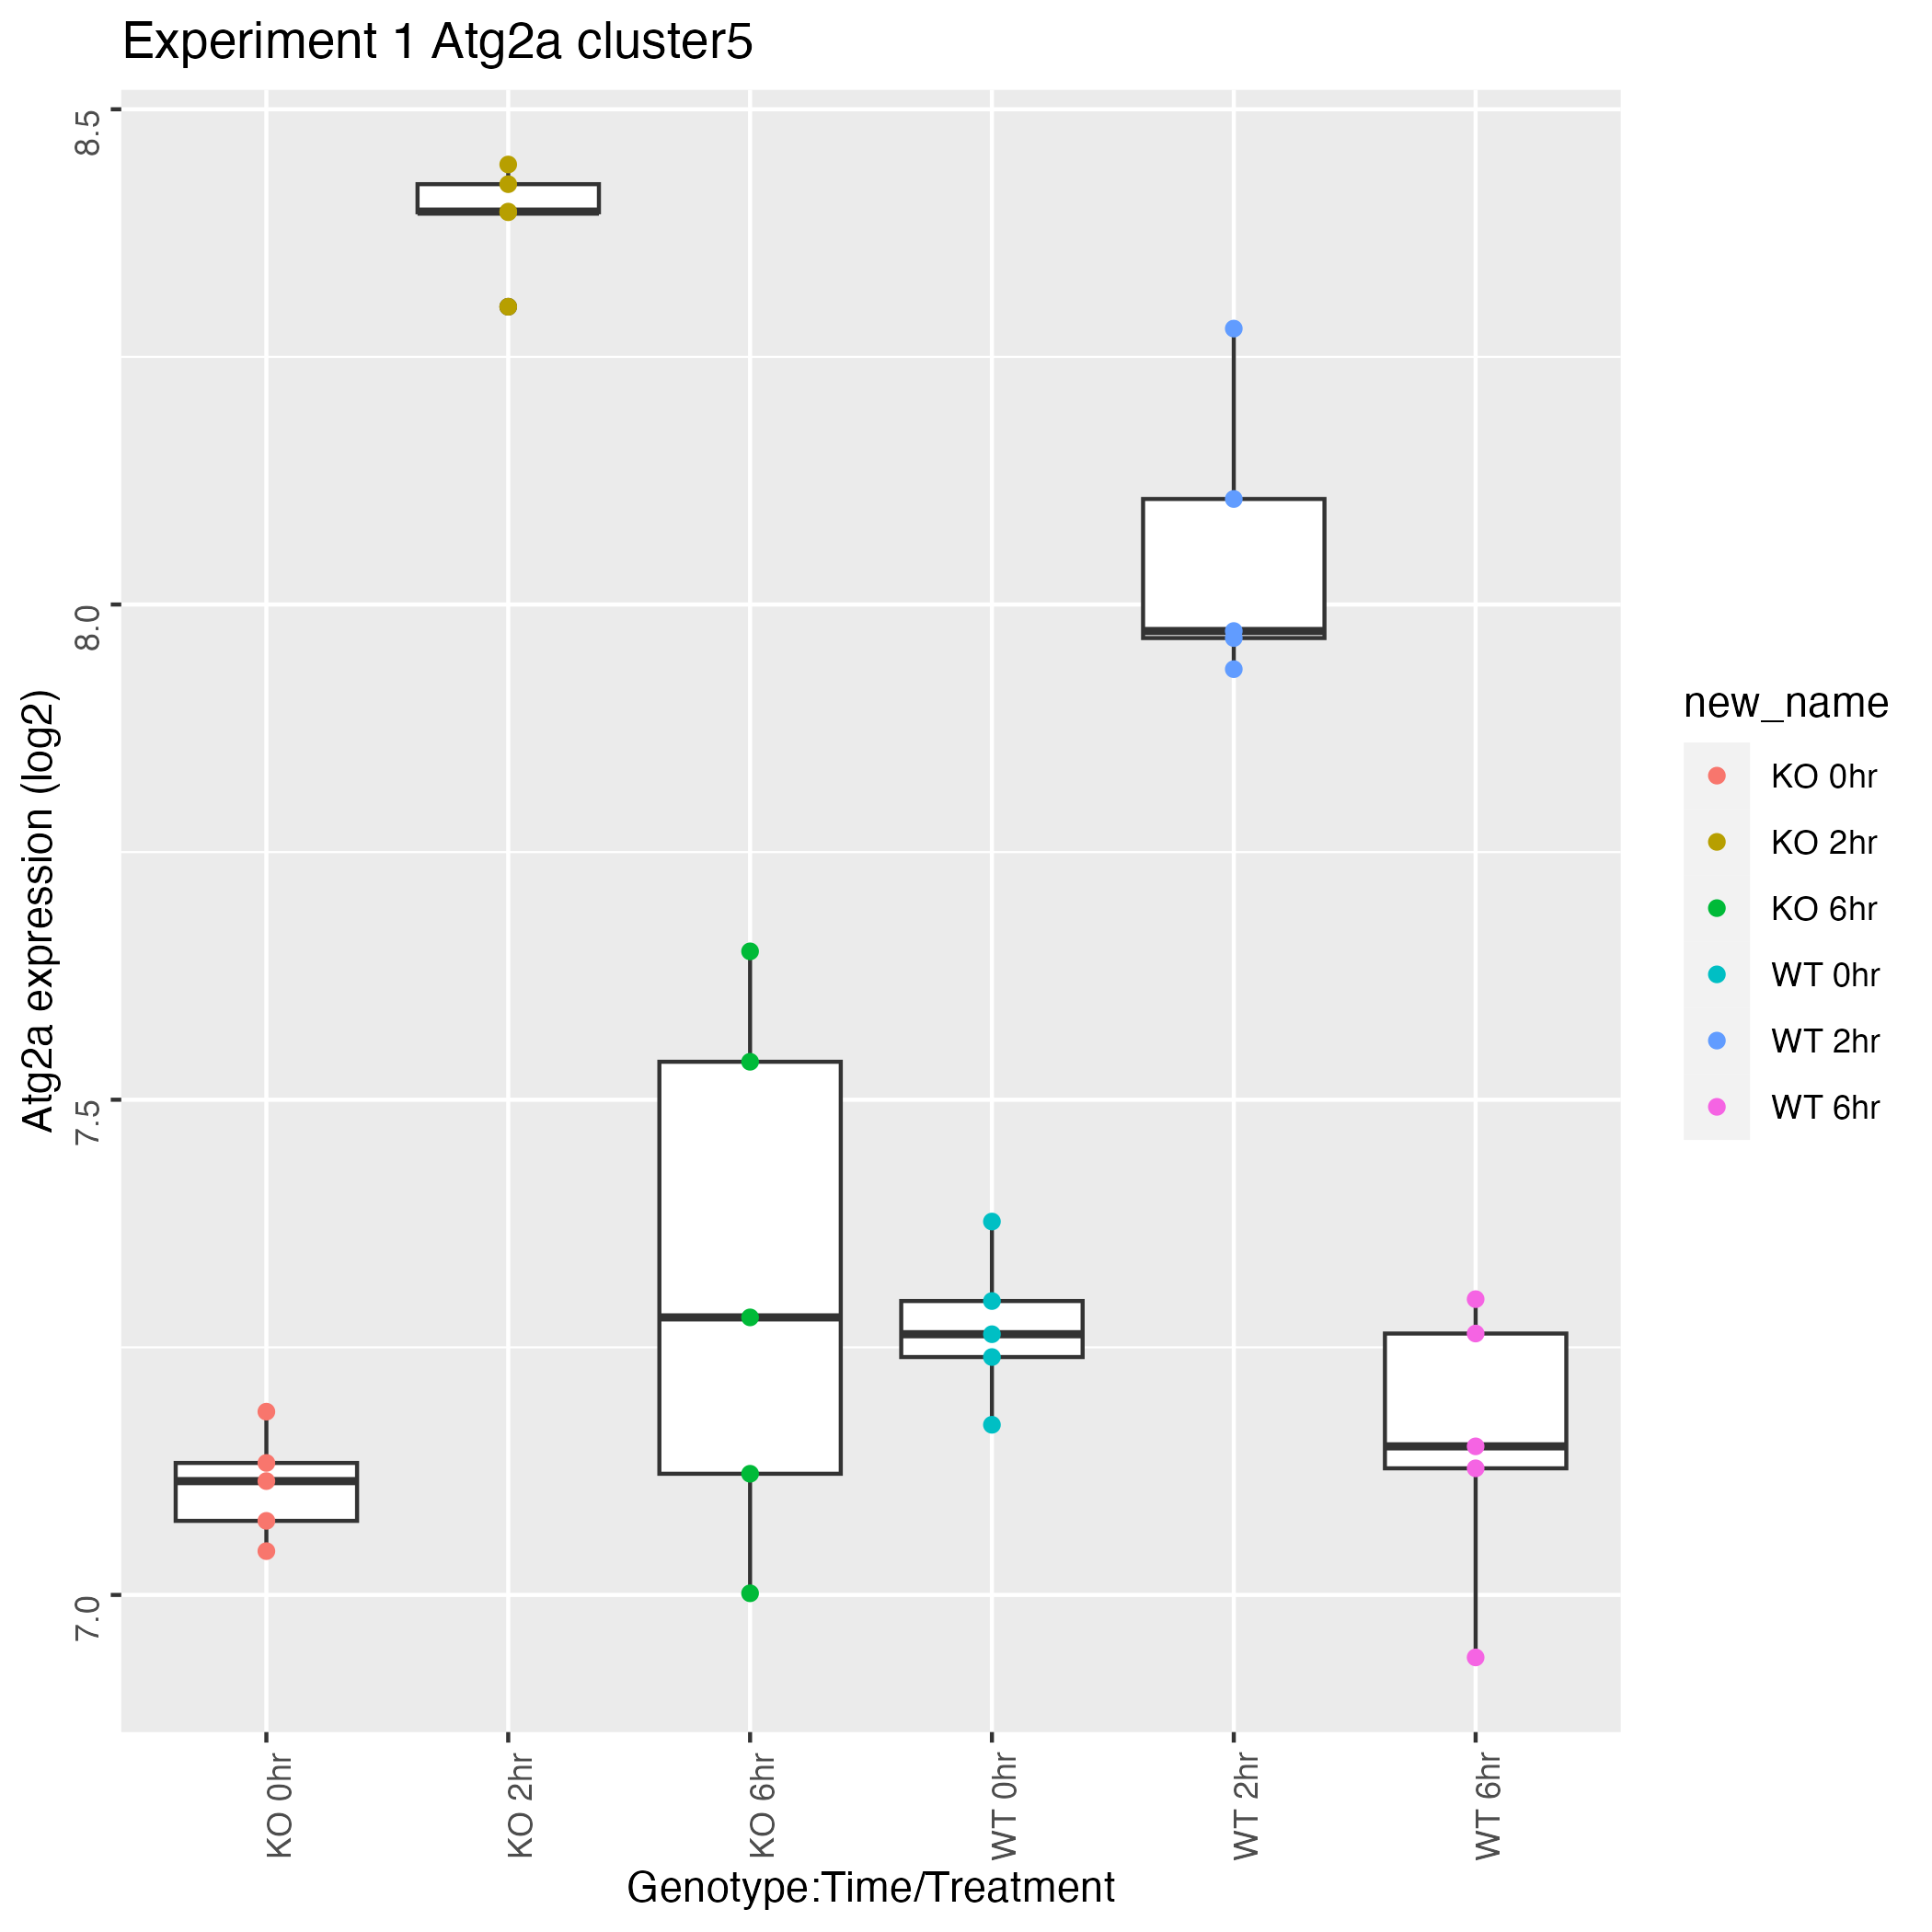 Experiment 1 Atg2a cluster5
Atg2a expression (log2)
8.5
8.0
7.5
7.0
KO 0hr
KO 2hr
KO 6hr
WT 0hr
WT 2hr
WT 6hr
Genotype:Time/Treatment
new_name
KO 0hr
KO 2hr
KO 6hr
WT 0hr
WT 2hr
WT 6hr